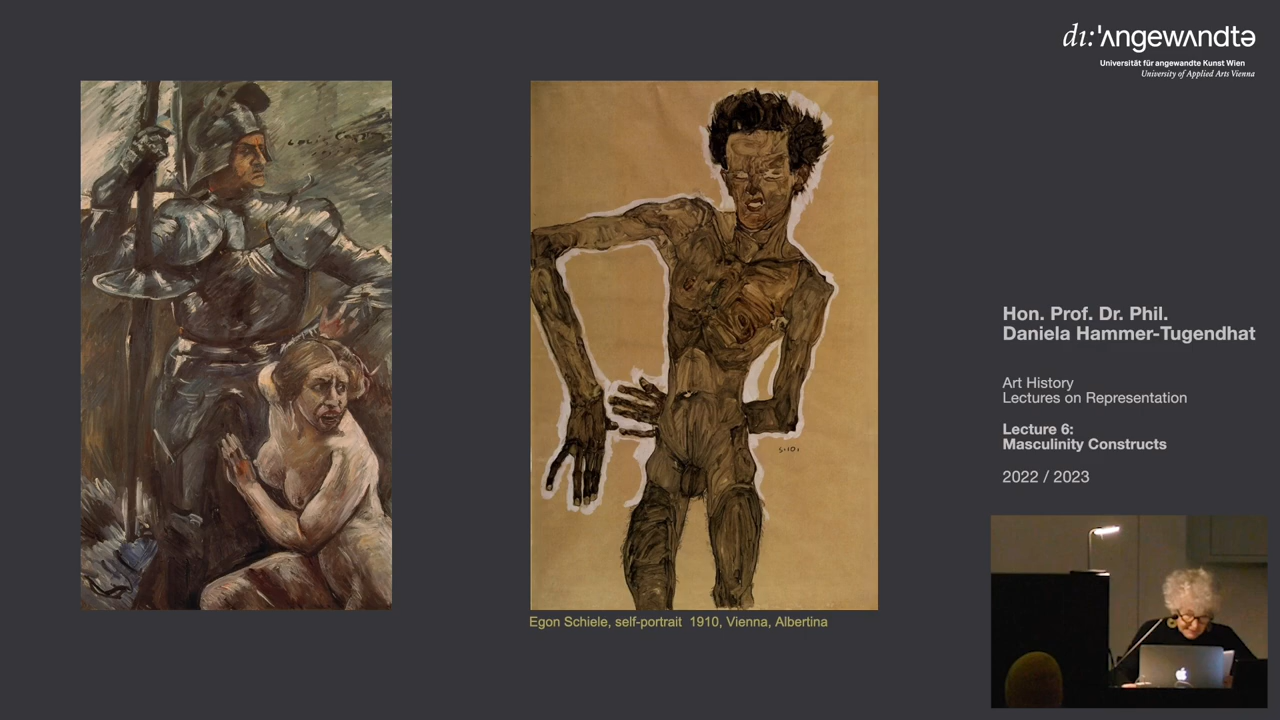 dı:ˈʌngewʌndtə
Universität für angewandte Kunst Wien
University of Applied Arts Vienna
Hon. Prof. Dr. Phil.
Daniela Hammer-Tugendhat
Art History
Lectures on Representation
Lecture 6:
Masculinity Constructs
2022 / 2023
S.10.
Egon Schiele, self-portrait 1910, Vienna, Albertina